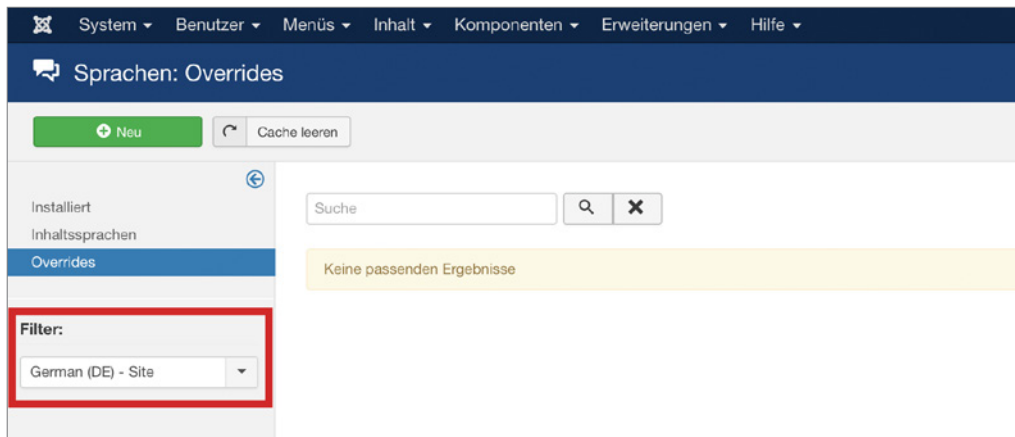 System Benutzer Menüs Inhalt Komponenten Erweiterungen Hilfe
Sprachen: Overrides
Neu Cache leeren
Installiert
Inhaltssprachen
Overrides
Suche
Keine passenden Ergebnisse
Filter:
German (DE) - Site